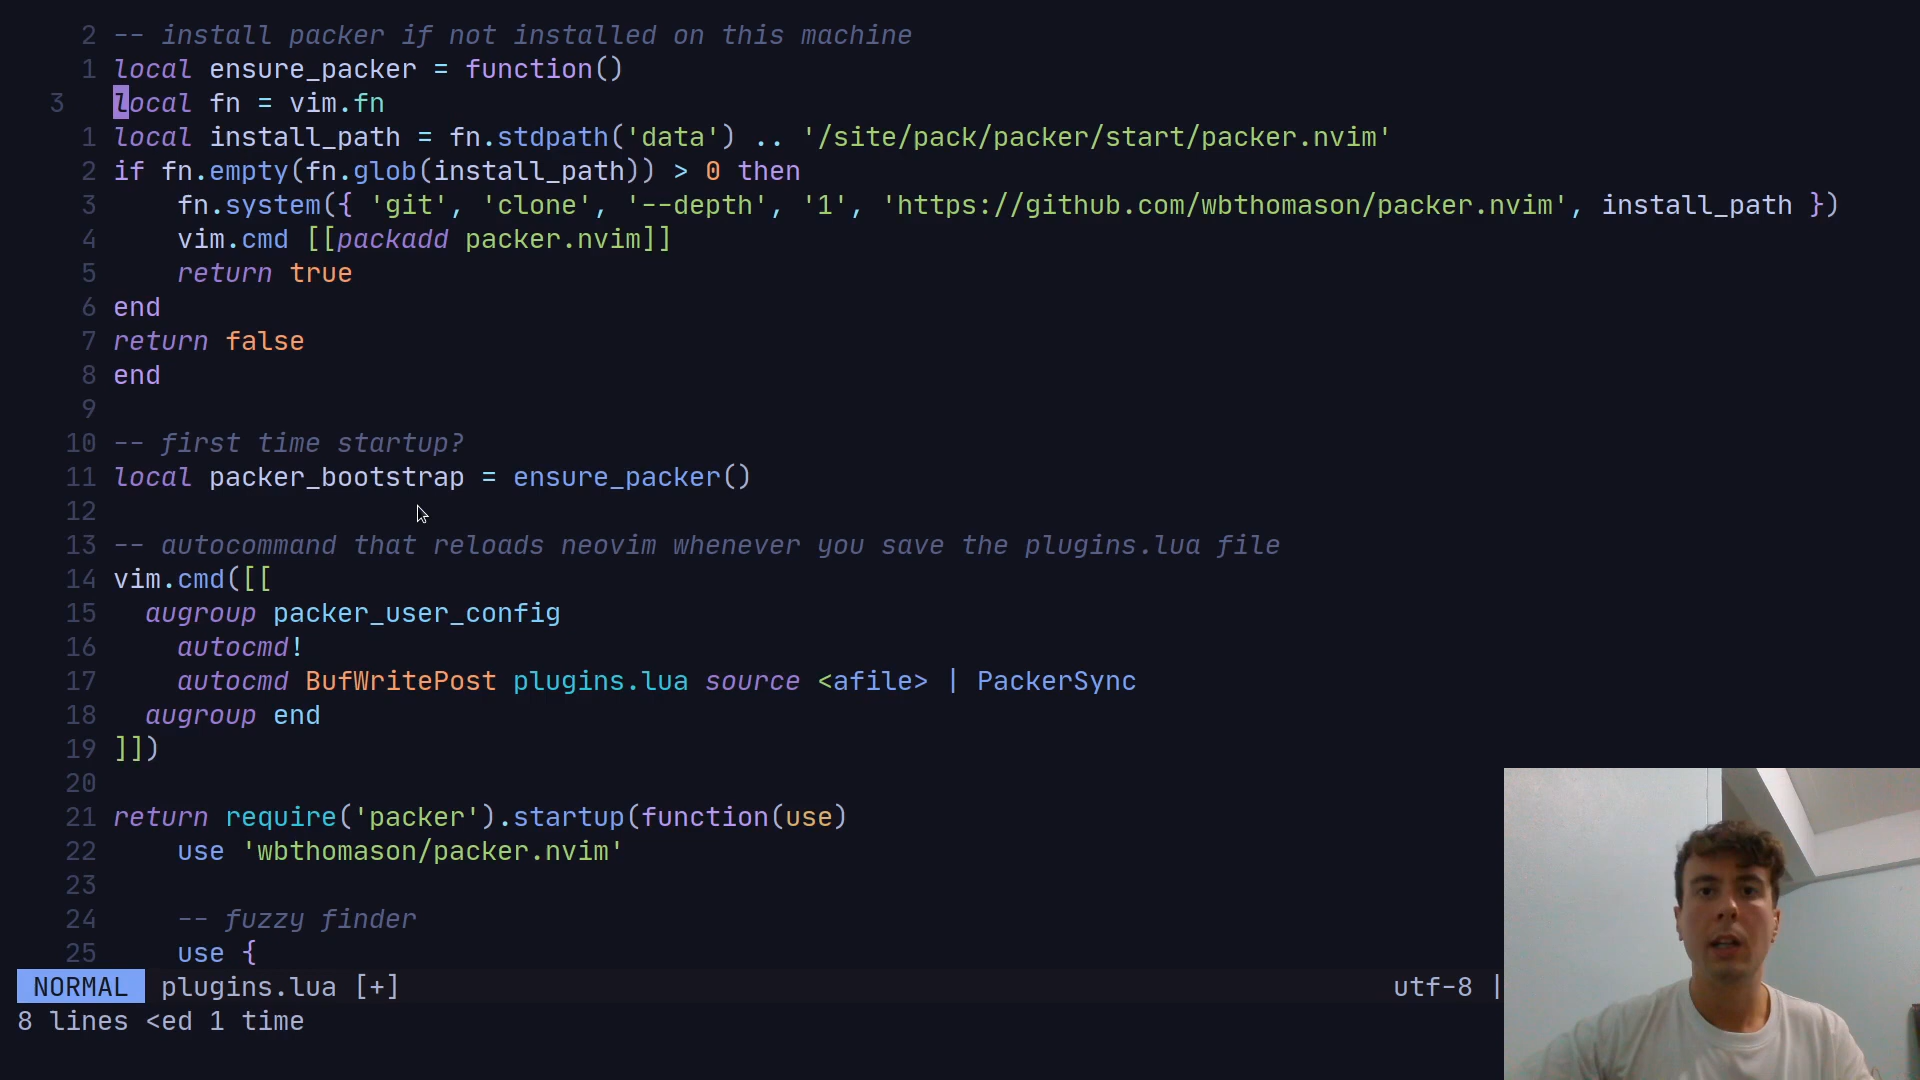 2 -- install packer if not installed on this machine
1 local ensure_packer = function()
3 local fn = vim.fn
1 local install_path = fn.stdpath('data') .. '/site/pack/packer/start/packer.nvim'
2 if fn.empty(fn.glob(install_path)) > 0 then
3 fn.system({ 'git', 'clone', '--depth', '1', 'https://github.com/wbthomason/packer.nvim', install_path })
4 vim.cmd [[packadd packer.nvim]]
5 return true
6 end
7 return false
8 end
9
10 -- first time startup?
11 local packer_bootstrap = ensure_packer()
12
13 -- autocommand that reloads neovim whenever you save the plugins.lua file
14 vim.cmd([[
15 augroup packer_user_config
16 autocmd!
17 autocmd BufWritePost plugins.lua source <afile> | PackerSync
18 augroup end
19 ]])
20
21 return require('packer').startup(function(use)
22 use 'wbthomason/packer.nvim'
23
24 -- fuzzy finder
25 use {
NORMAL plugins.lua [+] utf-8 |
8 lines <ed 1 time